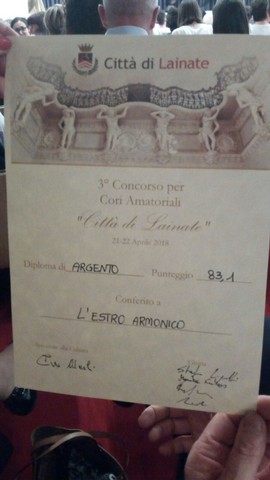 Città di Lainate
3° Concorso per
Cori Amatoriali
"Città di Lainate"
21-22 Aprile 2018
Diploma di ARGENTO Punteggio 83,1
Conferito a
L'ESTRO ARMONICO